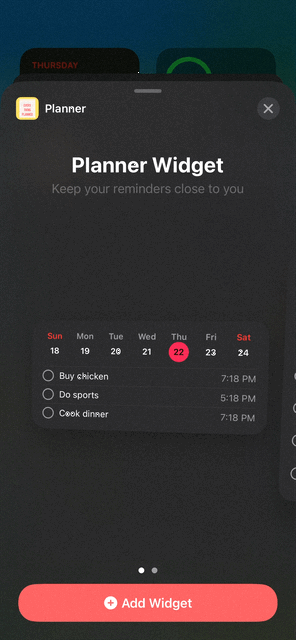 THURSDAY
Planner
Planner Widget
Keep your reminders close to you
Sun Mon Tue Wed Thu Fri Sat
18 19 20 21 22 23 24
Buy chicken 7:18 PM
Do sports 5:18 PM
Cook dinner 7:18 PM
Add Widget